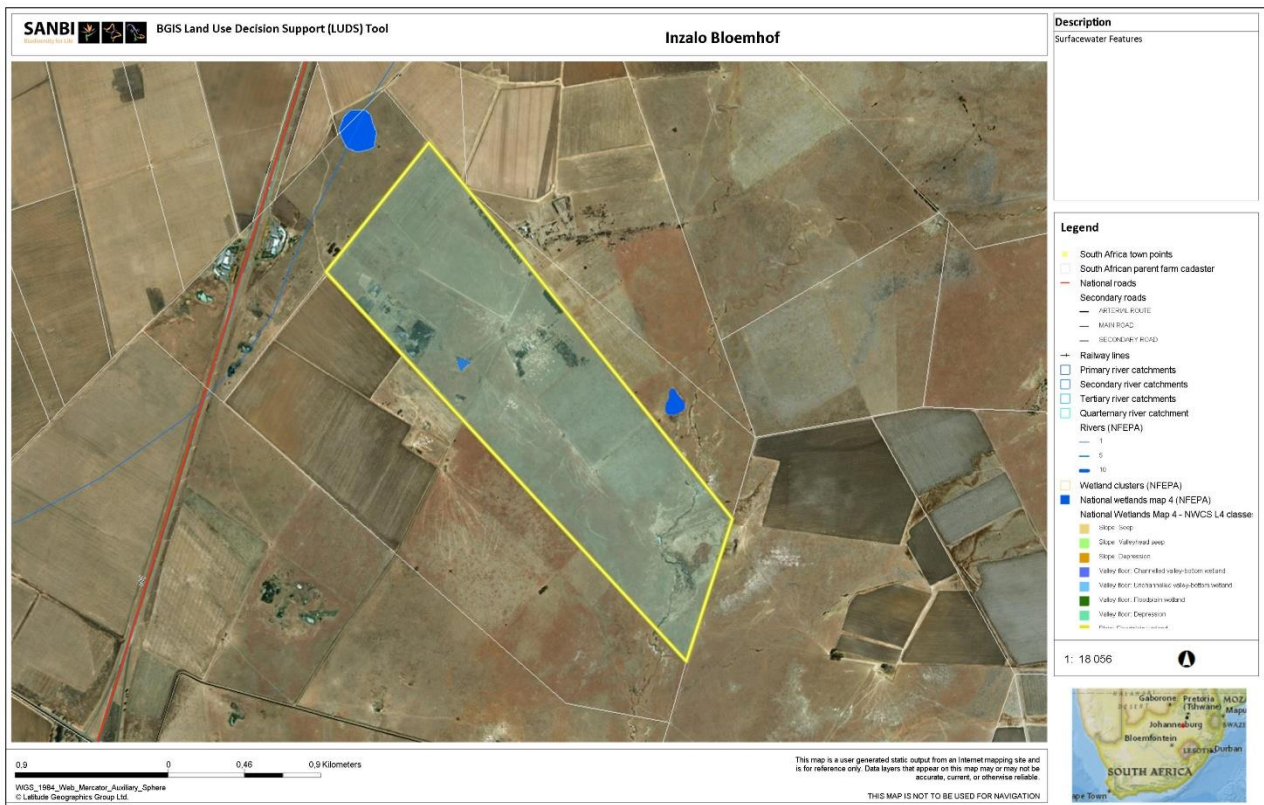 SANBI
Biodiversity for Life
BGIS Land Use Decision Support (LUDS) Tool
Inzalo Bloemhof
Description
Surfacewater Features
Legend
South Africa town points
South African parent farm cadaster
National roads
Secondary roads
ARTERIAL ROUTE
MAIN ROAD
SECONDARY ROAD
Railway lines
Primary river catchments
Secondary river catchments
Tertiary river catchments
Quarternary river catchment
Rivers (NFEPA)
1
5
10
Wetland clusters (NFEPA)
National wetlands map 4 (NFEPA)
National Wetlands Map 4 - NWCS L4 classe
Slope: Seep
Slope: Valleyhead seep
Slope: Depression
Valley floor: Channelled valley-bottom wetland
Valley floor: Unchannelled valley-bottom wetland
Valley floor: Floodplain wetland
Valley floor: Depression
1: 18 056
Gaborone
Pretoria
(Tshwane)
MOZ
Mapu
Johannesburg
SWAZI
Bloemfontein
LESOTHO
Durban
SOUTH AFRICA
ape Town
0,9 0 0,46 0,9 Kilometers
WGS_1984_Web_Mercator_Auxiliary_Sphere
© Latitude Geographics Group Ltd.
This map is a user generated static output from an Internet mapping site and
is for reference only. Data layers that appear on this map may or may not be
accurate, current, or otherwise reliable.
THIS MAP IS NOT TO BE USED FOR NAVIGATION